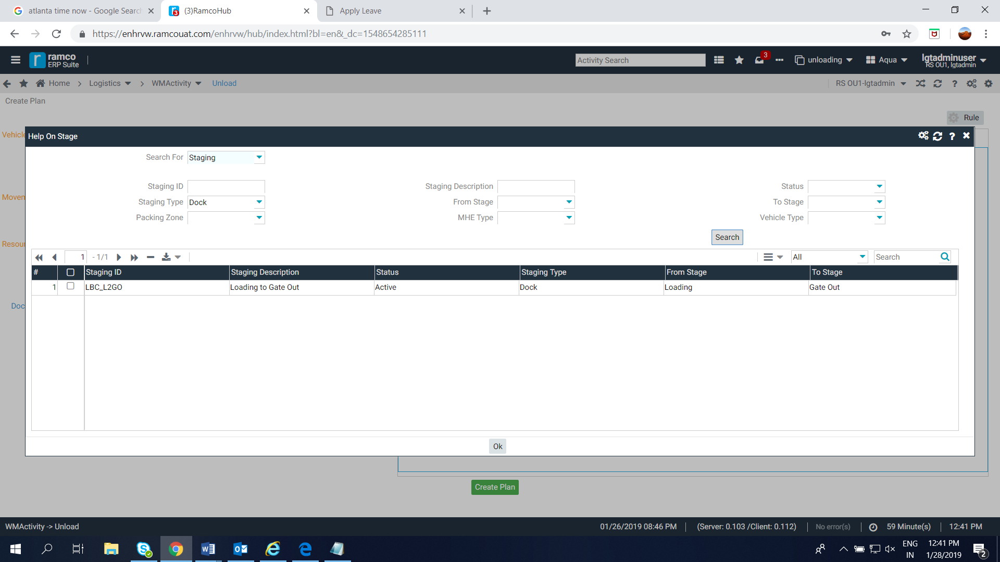 atlanta time now - Google Searc
(3)RamcoHub
Apply Leave
https://enhrvw.ramcouat.com/enhrvw/hub/index.html?bl=en&_dc=1548654285111
ramco
ERP Suite
Activity Search
3
unloading
Aqua
lgtadminuser
RS OU1, lgtadmin
Home > Logistics > WMActivity Unload
RS OU1-lgtadmin
Create Plan
Rule
Vehicle
Help On Stage
Search For Staging
Staging ID
Staging Description
Status
Staging Type Dock
From Stage
To Stage
Movem
Packing Zone
MHE Type
Vehicle Type
Search
Resour
1 - 1/1
All
Search
# Staging ID Staging Description Status Staging Type From Stage To Stage
1 LBC_L2GO Loading to Gate Out Active Dock Loading Gate Out
Doc
Ok
Create Plan
WMActivity -> Unload
01/26/2019 08:46 PM
(Server: 0.103 /Client: 0.112)
No error(s)
59 Minute(s)
12:41 PM
ENG
IN
12:41 PM
1/28/2019
2